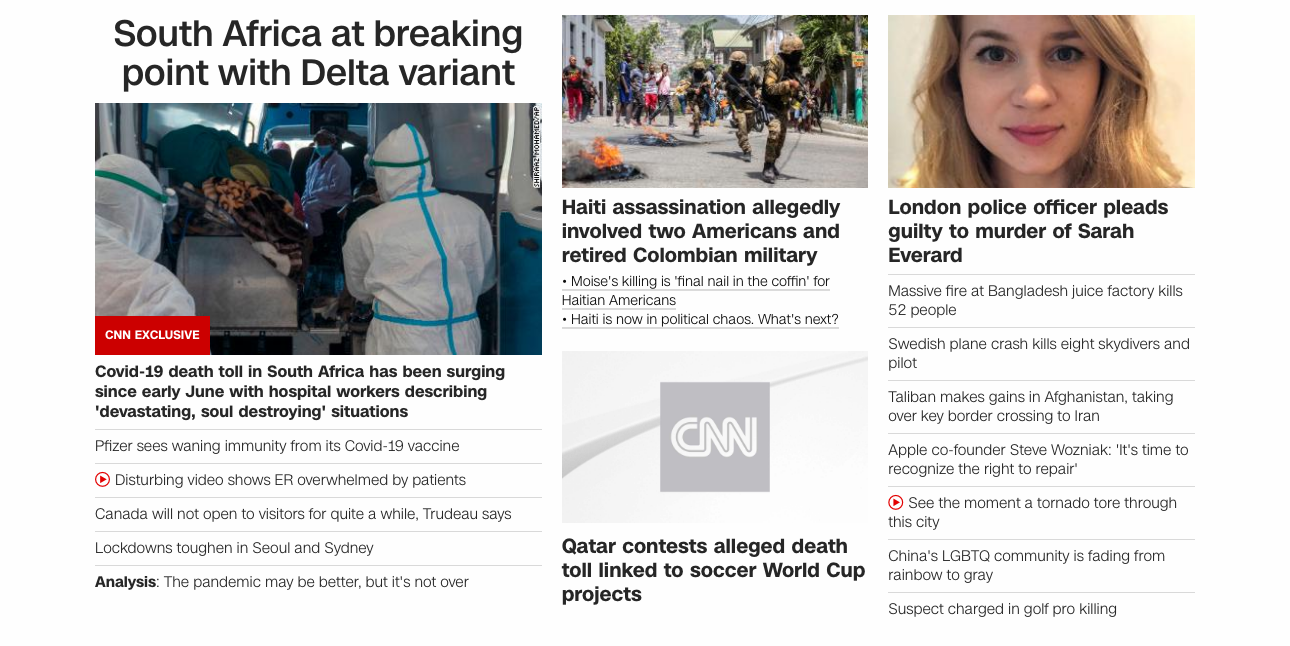 South Africa at breaking
point with Delta variant
SHIRAAZ MOHAMED/AP
CNN EXCLUSIVE
Covid-19 death toll in South Africa has been surging
since early June with hospital workers describing
'devastating, soul destroying' situations
Pfizer sees waning immunity from its Covid-19 vaccine
Disturbing video shows ER overwhelmed by patients
Canada will not open to visitors for quite a while, Trudeau says
Lockdowns toughen in Seoul and Sydney
Analysis: The pandemic may be better, but it's not over
Haiti assassination allegedly
involved two Americans and
retired Colombian military
• Moise's killing is 'final nail in the coffin' for
Haitian Americans
• Haiti is now in political chaos. What's next?
CNN
Qatar contests alleged death
toll linked to soccer World Cup
projects
London police officer pleads
guilty to murder of Sarah
Everard
Massive fire at Bangladesh juice factory kills
52 people
Swedish plane crash kills eight skydivers and
pilot
Taliban makes gains in Afghanistan, taking
over key border crossing to Iran
Apple co-founder Steve Wozniak: 'It's time to
recognize the right to repair'
See the moment a tornado tore through
this city
China's LGBTQ community is fading from
rainbow to gray
Suspect charged in golf pro killing